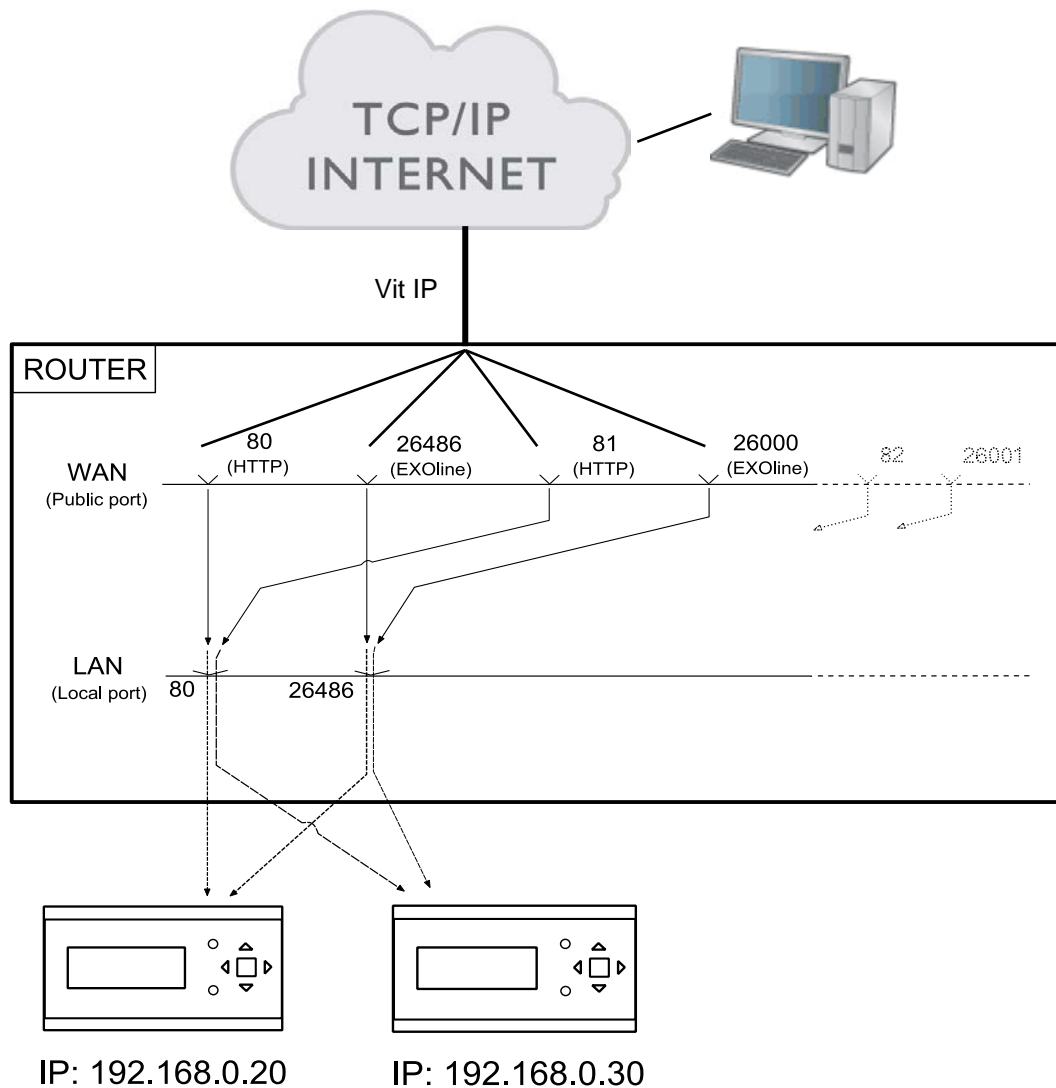 TCP/IP
INTERNET
Vit IP
ROUTER
80
(HTTP)
26486
(EXOline)
81
(HTTP)
26000
(EXOline)
82
26001
WAN
(Public port)
LAN
(Local port)
80
26486
IP: 192.168.0.20
IP: 192.168.0.30